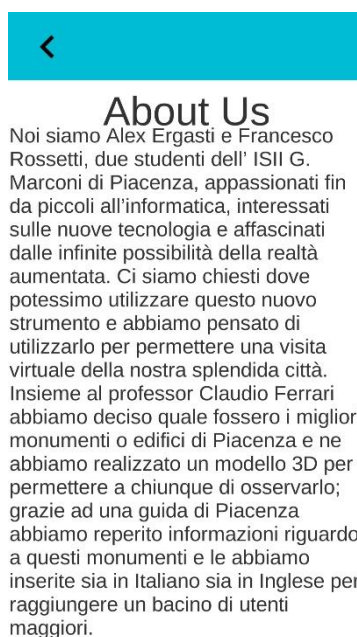 About Us
Noi siamo Alex Ergasti e Francesco
Rossetti, due studenti dell' ISII G.
Marconi di Piacenza, appassionati fin
da piccoli all'informatica, interessati
sulle nuove tecnologia e affascinati
dalle infinite possibilità della realtà
aumentata. Ci siamo chiesti dove
potessimo utilizzare questo nuovo
strumento e abbiamo pensato di
utilizzarlo per permettere una visita
virtuale della nostra splendida città.
Insieme al professor Claudio Ferrari
abbiamo deciso quale fossero i miglior
monumenti o edifici di Piacenza e ne
abbiamo realizzato un modello 3D per
permettere a chiunque di osservarlo;
grazie ad una guida di Piacenza
abbiamo reperito informazioni riguardo
a questi monumenti e le abbiamo
inserite sia in Italiano sia in Inglese per
raggiungere un bacino di utenti
maggiori.